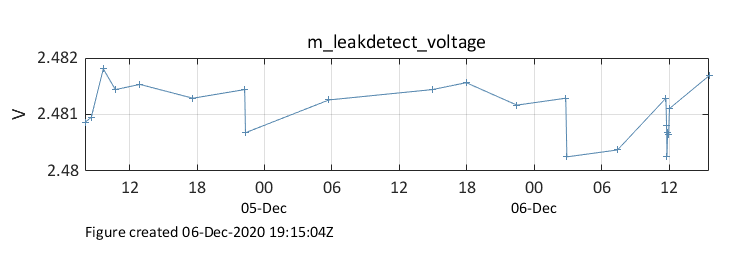 m_leakdetect_voltage
2.482
2.481
2.48
V
12 18 00 06 12 18 00 06 12
05-Dec 06-Dec
Figure created 06-Dec-2020 19:15:04Z